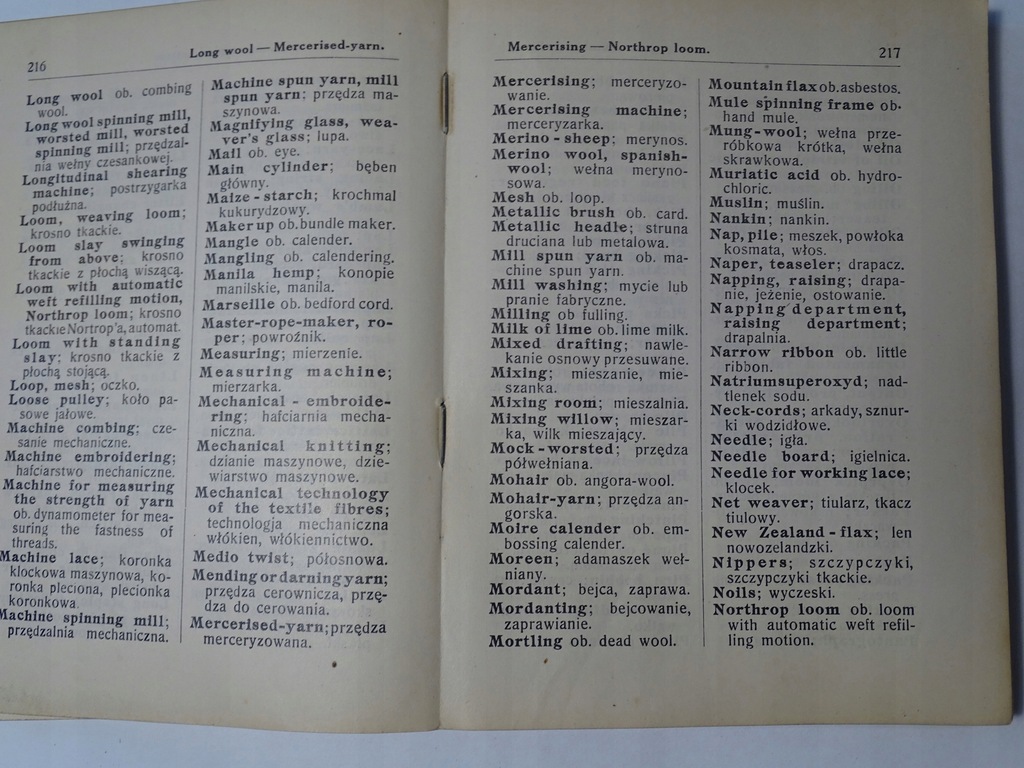 216
Long wool — Mercerised-yarn.
Long wool ob. combing
wool.
Long wool spinning mill,
worsted mill, worsted
spinning mill; przędzal-
nia wełny czesankowej.
Longitudinal shearing
machine; postrzygarka
podłużna.
Loom, weaving loom;
krosno tkackie.
Loom slay swinging
from above; krosno
tkackie z płochą wiszącą.
Loom with automatic
weft refilling motion,
Northrop loom; krosno
tkackie Nortrop'a, automat.
Loom with standing
slay; krosno tkackie z
płochą stojącą.
Loop, mesh; oczko.
Loose pulley; koło pa-
sowe jałowe.
Machine combing; cze-
sanie mechaniczne.
Machine embroidering;
hafciarstwo mechaniczne.
Machine for measuring
the strength of yarn
ob. dynamometer for mea-
suring the fastness of
threads.
Machine lace; koronka
klockowa maszynowa, ko-
ronka pleciona, plecionka
koronkowa.
Machine spinning mill;
przędzalnia mechaniczna.
Machine spun yarn, mill
spun yarn; przędza ma-
szynowa.
Magnifying glass, wea-
ver's glass; lupa.
Mail ob. eye.
Main cylinder; bęben
główny.
Maize - starch; krochmal
kukurydzowy.
Maker up ob. bundle maker.
Mangle ob. calender.
Mangling ob. calendering.
Manila hemp; konopie
manilskie, manila.
Marseille ob. bedford cord.
Master-rope-maker, ro-
per; powroźnik.
Measuring; mierzenie.
Measuring machine;
mierzarka.
Mechanical - embroide-
ring; hafciarnia mecha-
niczna.
Mechanical knitting;
dzianie maszynowe, dzie-
wiarstwo maszynowe.
Mechanical technology
of the textile fibres;
technologja mechaniczna
włókien, włókiennictwo.
Medio twist; półosnowa.
Mending or darning yarn;
przędza cerownicza, przę-
dza do cerowania.
Mercerised-yarn; przędza
merceryzowana.
Mercerising — Northrop loom.
217
Mercerising; merceryzo-
wanie.
Mercerising machine;
merceryzarka.
Merino - sheep; merynos.
Merino wool, spanish-
wool; wełna meryno-
sowa.
Mesh ob. loop.
Metallic brush ob. card.
Metallic headle; struna
druciana lub metalowa.
Mill spun yarn ob. ma-
chine spun yarn.
Mill washing; mycie lub
pranie fabryczne.
Milling ob fulling.
Milk of lime ob. lime milk.
Mixed drafting; nawle-
kanie osnowy przesuwane.
Mixing; mieszanie, mie-
szanka.
Mixing room; mieszalnia.
Mixing willow; mieszar-
ka, wilk mieszający.
Mock - worsted; przędza
półwełniana.
Mohair ob. angora-wool.
Mohair-yarn; przędza an-
gorska.
Moire calender ob. em-
bossing calender.
Moreen; adamaszek weł-
niany.
Mordant; bejca, zaprawa.
Mordanting; bejcowanie,
zaprawianie.
Mortling ob. dead wool.
Mountain flax ob. asbestos.
Mule spinning frame ob-
hand mule.
Mung-wool; wełna prze-
róbkowa krótka, wełna
skrawkowa.
Muriatic acid ob. hydro-
chloric.
Muslin; muślin.
Nankin; nankin.
Nap, pile; meszek, powłoka
kosmata, włos.
Naper, teaseler; drapacz.
Napping, raising; drapa-
nie, jeżenie, ostowanie.
Napping department,
raising department;
drapalnia.
Narrow ribbon ob. little
ribbon.
Natriumsuperoxyd; nad-
tlenek sodu.
Neck-cords; arkady, sznur-
ki wodzidłowe.
Needle; igła.
Needle board; igielnica.
Needle for working lace;
klocek.
Net weaver; tiularz, tkacz
tiulowy.
New Zealand - flax; len
nowozelandzki.
Nippers; szczypczyki,
szczypczyki tkackie.
Noils; wyczeski.
Northrop loom ob. loom
with automatic weft refil-
ling motion.